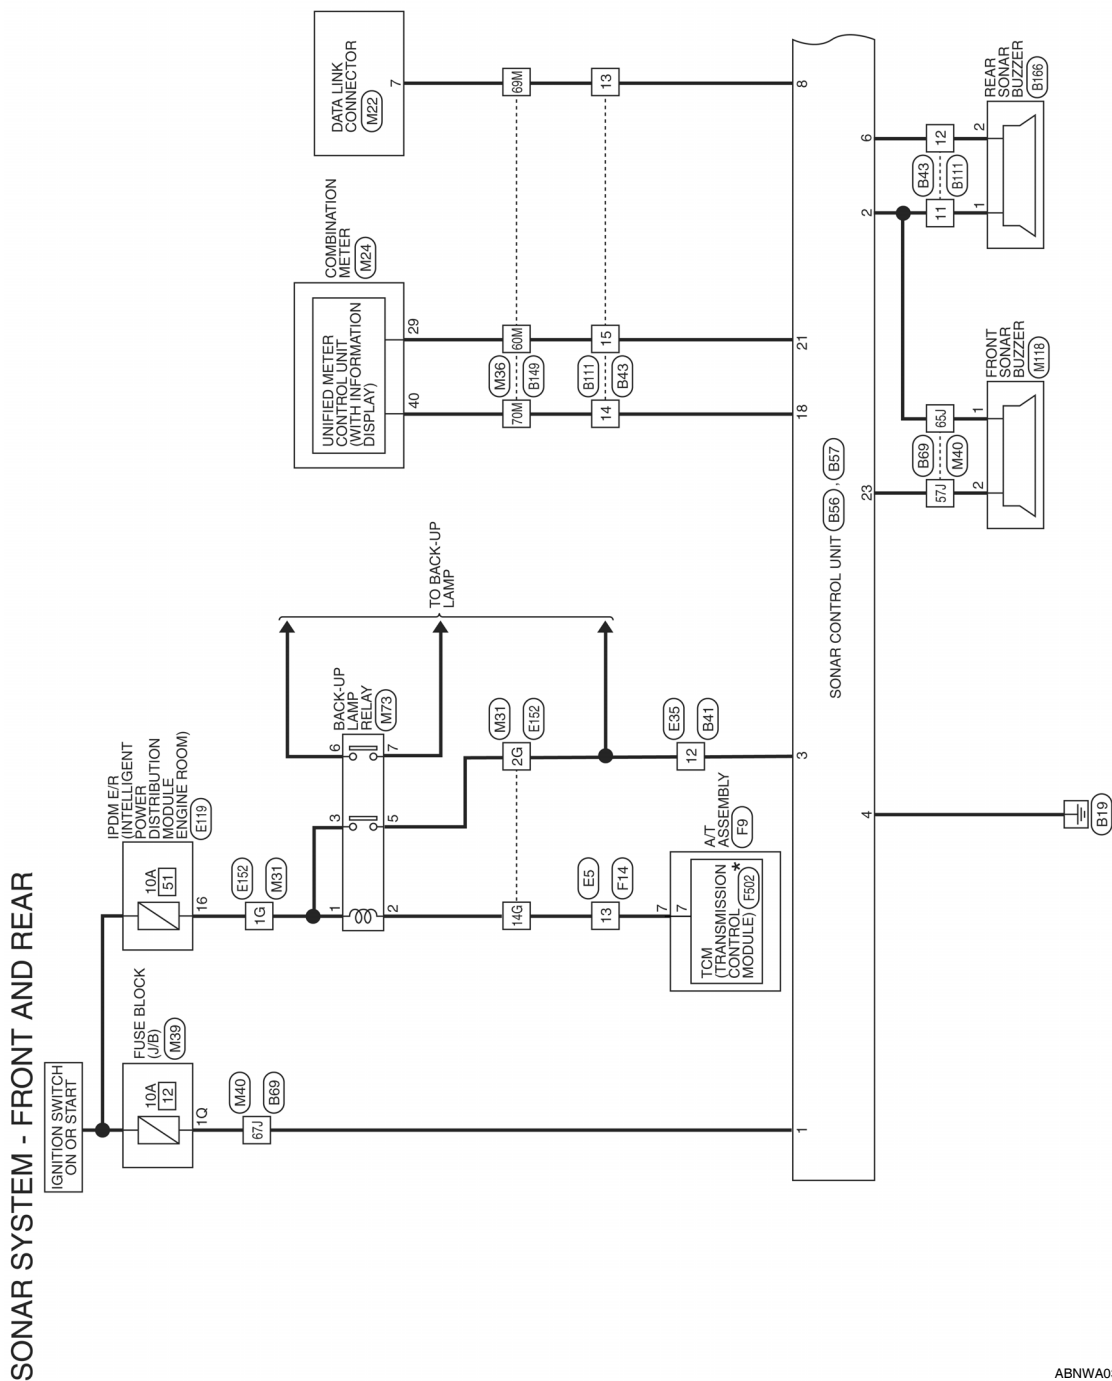 SONAR SYSTEM - FRONT AND REAR
IGNITION SWITCH
ON OR START
FUSE BLOCK
(J/B)
M39
10A
12
1Q
M40
67J
B69
1
IPDM E/R
(INTELLIGENT
POWER
DISTRIBUTION
MODULE
ENGINE ROOM)
E119
10A
51
16
E152
1G
M31
BACK-UP
LAMP
RELAY
M73
1
3
6
2
5
7
TO BACK-UP
LAMP
M31
14G
2G
E152
E5
13
F14
7
7
A/T
ASSEMBLY
F9
TCM
(TRANSMISSION
CONTROL
MODULE)
F502
*
E35
12
B41
3
COMBINATION
METER
M24
UNIFIED METER
CONTROL UNIT
(WITH INFORMATION
DISPLAY)
40
29
DATA LINK
CONNECTOR
M22
7
M36
70M
60M
69M
B149
B111
14
15
13
B43
18
21
8
SONAR CONTROL UNIT
B56
,
B57
4
B19
23
2
6
B69
57J
65J
M40
2
1
FRONT
SONAR
BUZZER
M118
B43
11
12
B111
1
2
REAR
SONAR
BUZZER
B166